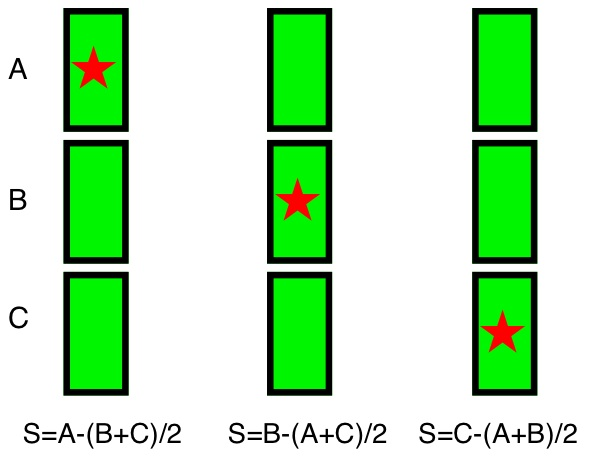 A
B
C
S=A-(B+C)/2
S=B-(A+C)/2
S=C-(A+B)/2